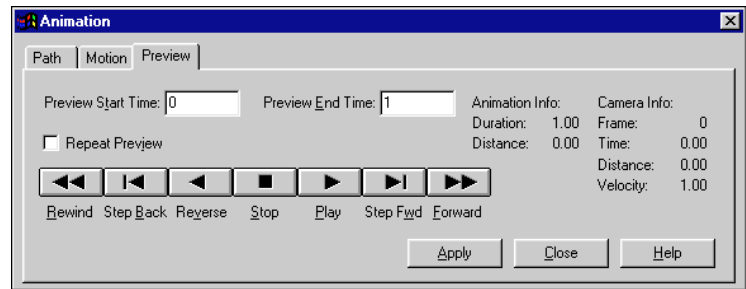 Animation
Path Motion Preview
Preview Start Time: 0 Preview End Time: 1
Repeat Preview
Animation Info:
Duration: 1.00
Distance: 0.00
Camera Info:
Frame: 0
Time: 0.00
Distance: 0.00
Velocity: 1.00
Rewind Step Back Reverse Stop Play Step Fwd Forward
Apply Close Help